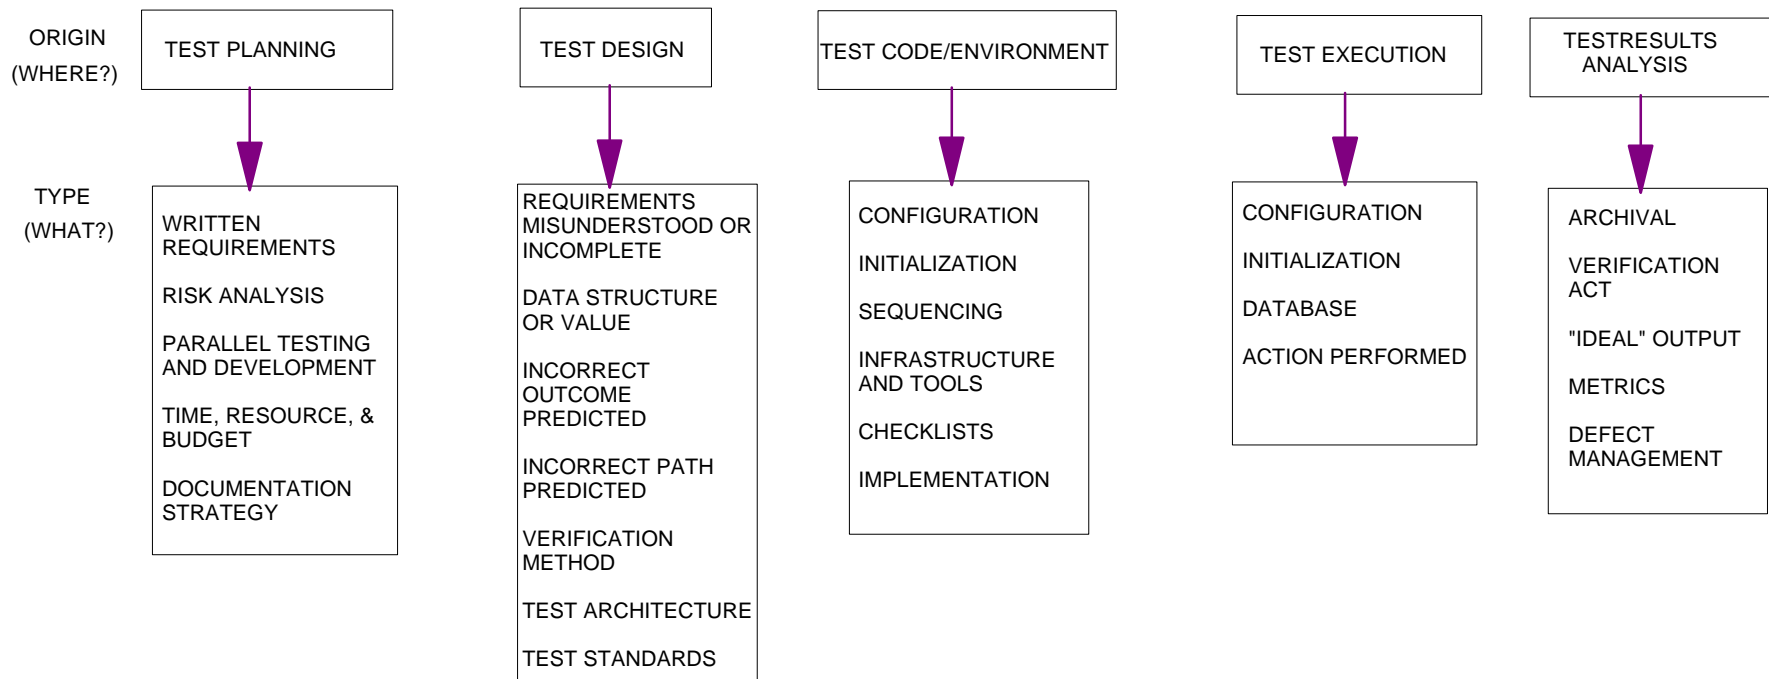 ORIGIN
(WHERE?)
TEST PLANNING
TEST DESIGN
TEST CODE/ENVIRONMENT
TEST EXECUTION
TESTRESULTS
ANALYSIS
TYPE
(WHAT?)
WRITTEN
REQUIREMENTS
RISK ANALYSIS
PARALLEL TESTING
AND DEVELOPMENT
TIME, RESOURCE, &
BUDGET
DOCUMENTATION
STRATEGY
REQUIREMENTS
MISUNDERSTOOD OR
INCOMPLETE
DATA STRUCTURE
OR VALUE
INCORRECT
OUTCOME
PREDICTED
INCORRECT PATH
PREDICTED
VERIFICATION
METHOD
TEST ARCHITECTURE
TEST STANDARDS
CONFIGURATION
INITIALIZATION
SEQUENCING
INFRASTRUCTURE
AND TOOLS
CHECKLISTS
IMPLEMENTATION
CONFIGURATION
INITIALIZATION
DATABASE
ACTION PERFORMED
ARCHIVAL
VERIFICATION
ACT
"IDEAL" OUTPUT
METRICS
DEFECT
MANAGEMENT